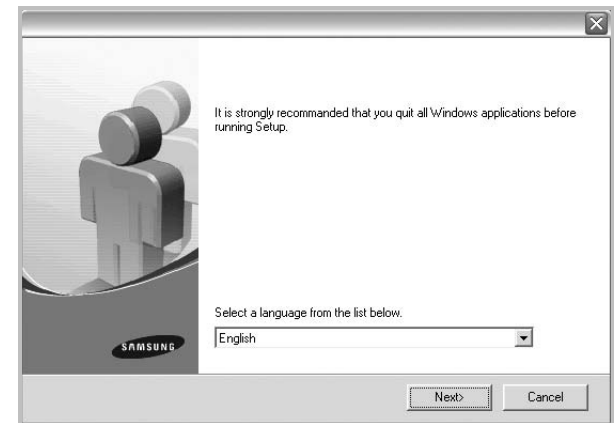 It is strongly recommanded that you quit all Windows applications before
running Setup.
Select a language from the list below.
English
SAMSUNG
Next>
Cancel